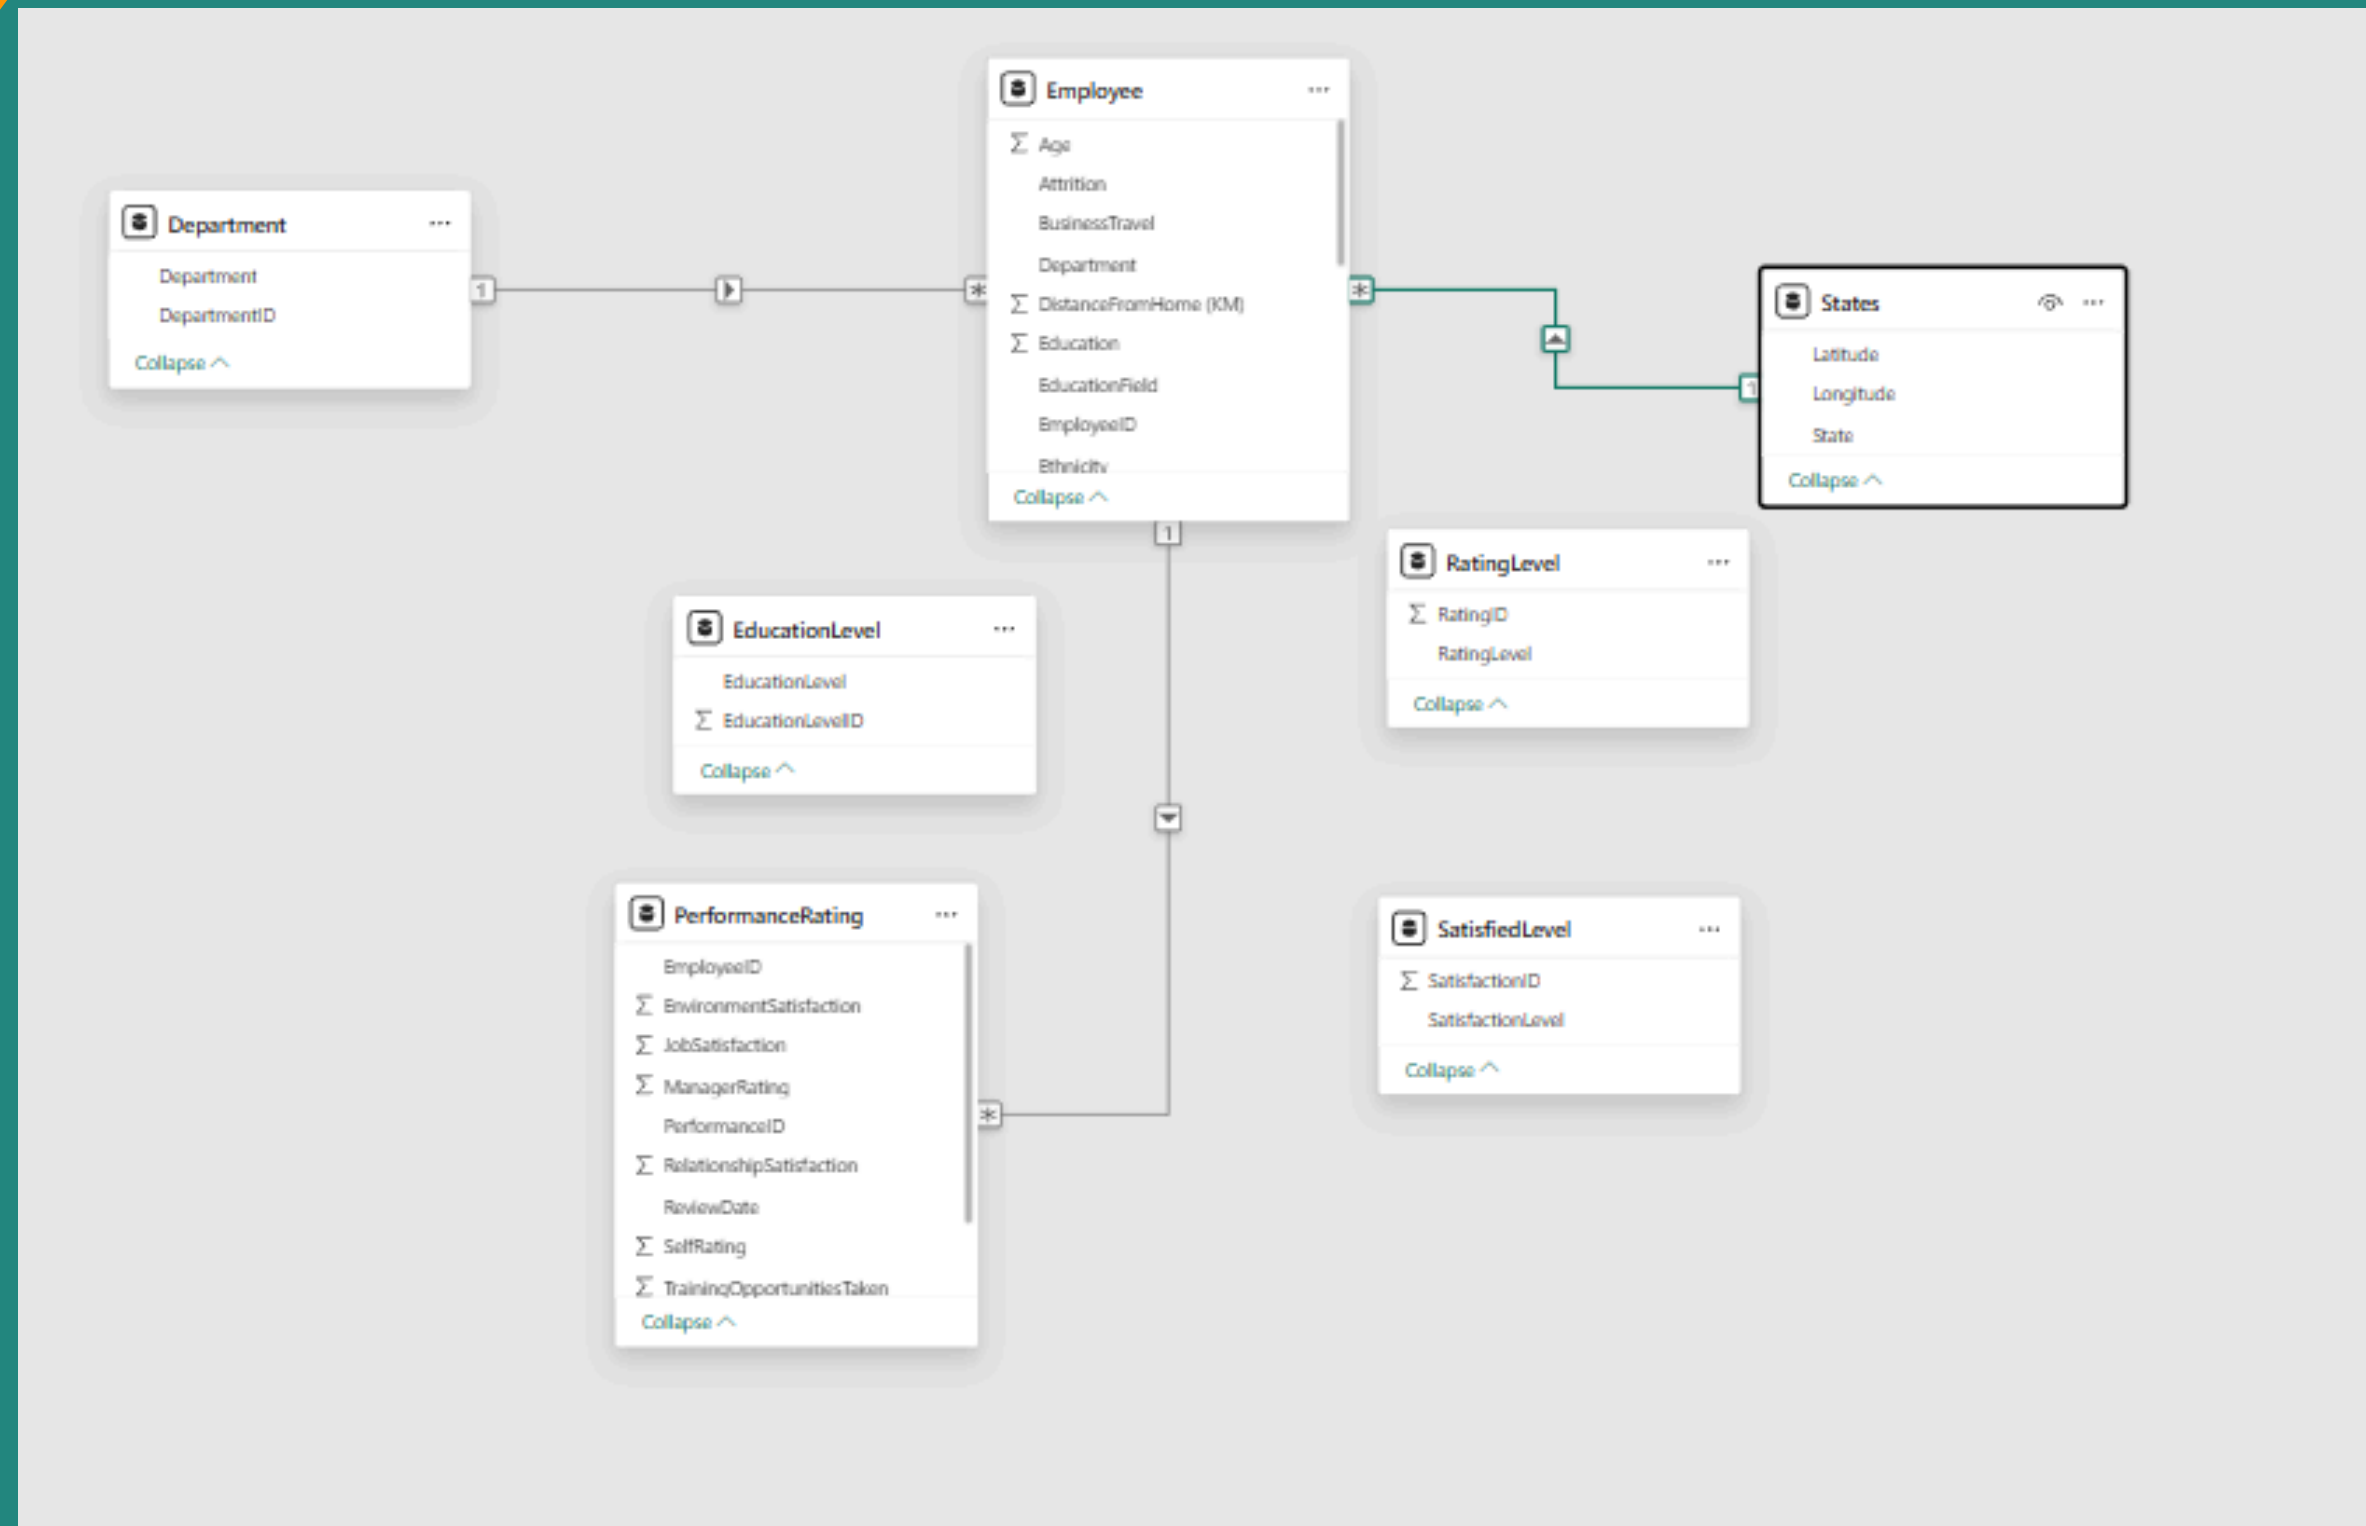 Employee
Age
Attrition
BusinessTravel
Department
DistanceFromHome (KM)
Education
EducationField
EmployeeID
Ethnicity
Collapse
Department
Department
DepartmentID
Collapse
1
*
*
1
States
Latitude
Longitude
State
Collapse
1
RatingLevel
RatingID
RatingLevel
Collapse
EducationLevel
EducationLevel
EducationLevelID
Collapse
PerformanceRating
EmployeeID
EnvironmentSatisfaction
JobSatisfaction
ManagerRating
PerformanceID
RelationshipSatisfaction
ReviewDate
SelfRating
TrainingOpportunitiesTaken
Collapse
*
SatisfiedLevel
SatisfactionID
SatisfactionLevel
Collapse